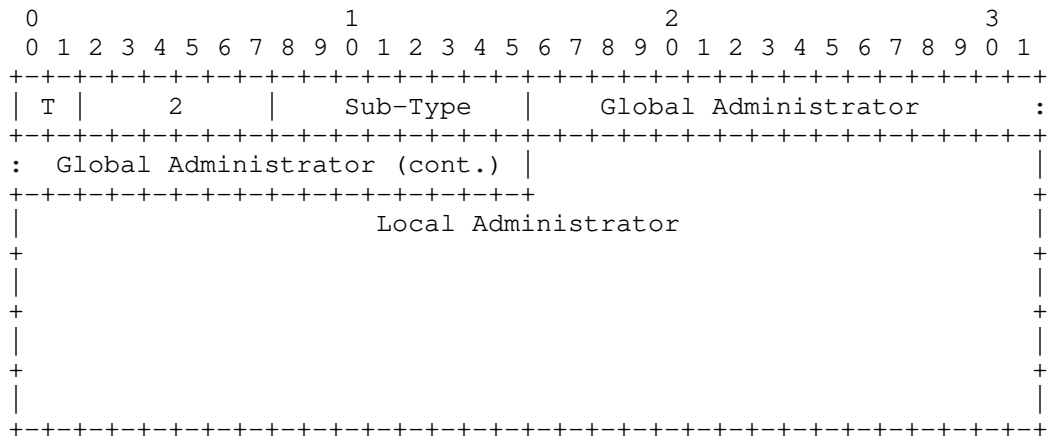 0                   1                   2                   3
 0 1 2 3 4 5 6 7 8 9 0 1 2 3 4 5 6 7 8 9 0 1 2 3 4 5 6 7 8 9 0 1
+-+-+-+-+-+-+-+-+-+-+-+-+-+-+-+-+-+-+-+-+-+-+-+-+-+-+-+-+-+-+-+-+
| T |     2     |    Sub-Type   |    Global Administrator       :
+-+-+-+-+-+-+-+-+-+-+-+-+-+-+-+-+-+-+-+-+-+-+-+-+-+-+-+-+-+-+-+-+
:  Global Administrator (cont.) |                               |
+-+-+-+-+-+-+-+-+-+-+-+-+-+-+-+-+                               +
|                      Local Administrator                      |
+                                                               +
|                                                               |
+                                                               +
|                                                               |
+                                                               +
|                                                               |
+-+-+-+-+-+-+-+-+-+-+-+-+-+-+-+-+-+-+-+-+-+-+-+-+-+-+-+-+-+-+-+-+